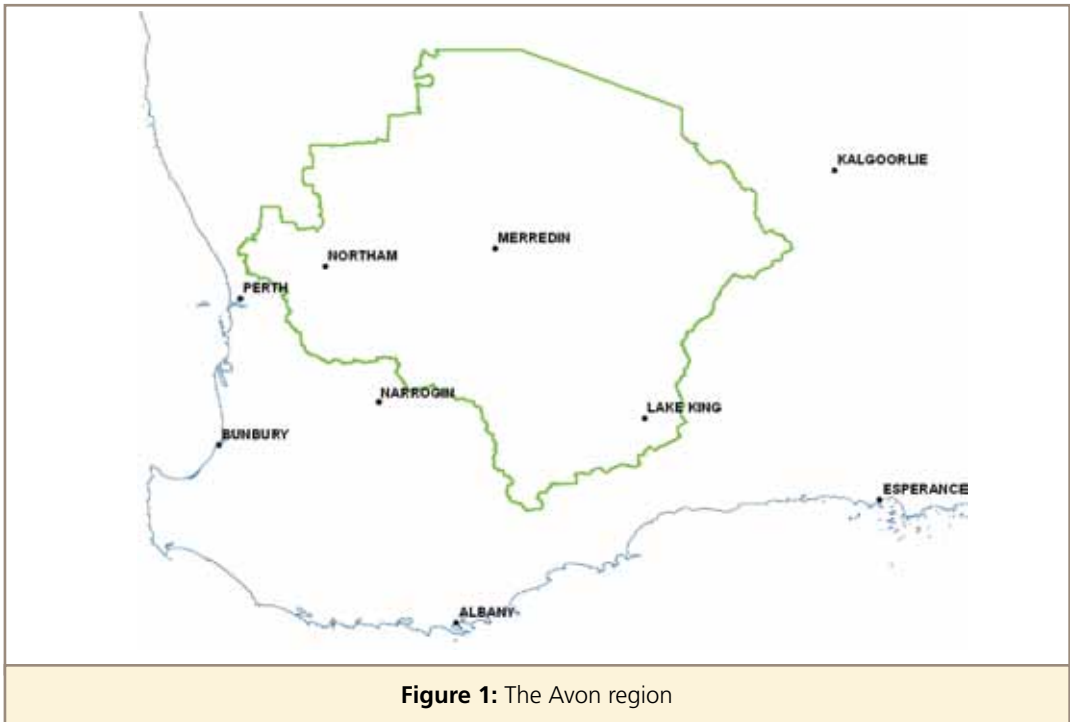 KALGOORLIE
MERREDIN
NORTHAM
PERTH
NARROGIN
LAKE KING
BUNBURY
ESPERANCE
ALBANY
Figure 1: The Avon region